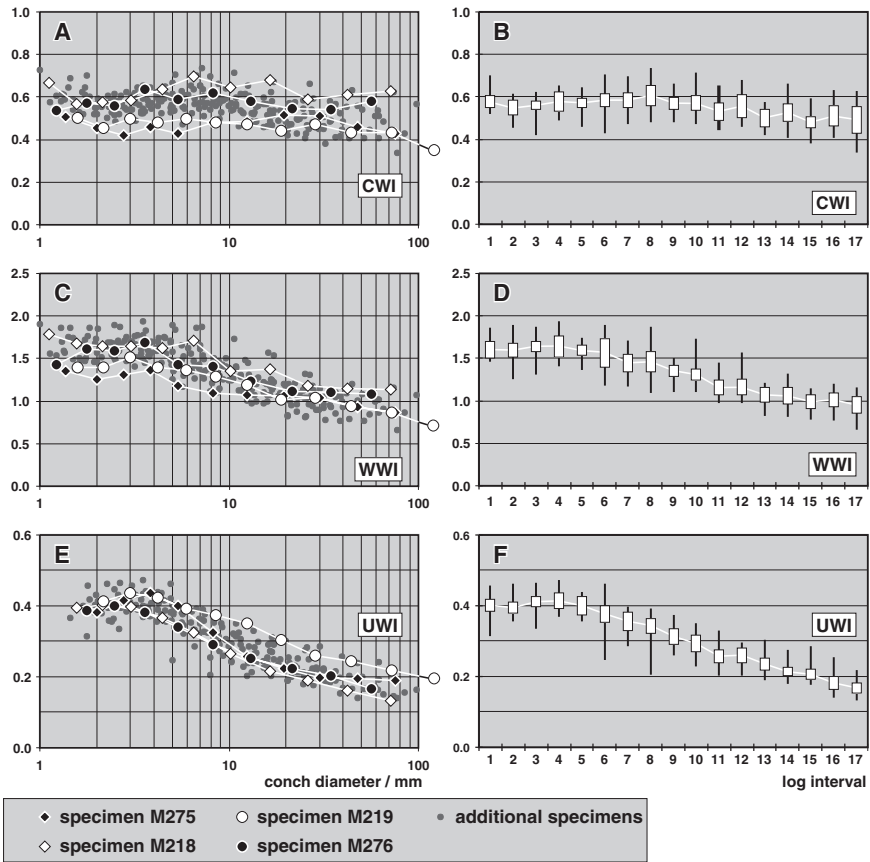 A
1.0
0.8
0.6
0.4
0.2
0.0
1 10 100
CWI
B
1.0
0.8
0.6
0.4
0.2
0.0
1 2 3 4 5 6 7 8 9 10 11 12 13 14 15 16 17
CWI
C
2.5
2.0
1.5
1.0
0.5
0.0
1 10 100
WWI
D
2.5
2.0
1.5
1.0
0.5
0.0
1 2 3 4 5 6 7 8 9 10 11 12 13 14 15 16 17
WWI
E
0.6
0.4
0.2
0.0
1 10 100
UWI
conch diameter / mm
F
0.6
0.4
0.2
0.0
1 2 3 4 5 6 7 8 9 10 11 12 13 14 15 16 17
UWI
log interval
specimen M275 specimen M219 additional specimens
specimen M218 specimen M276